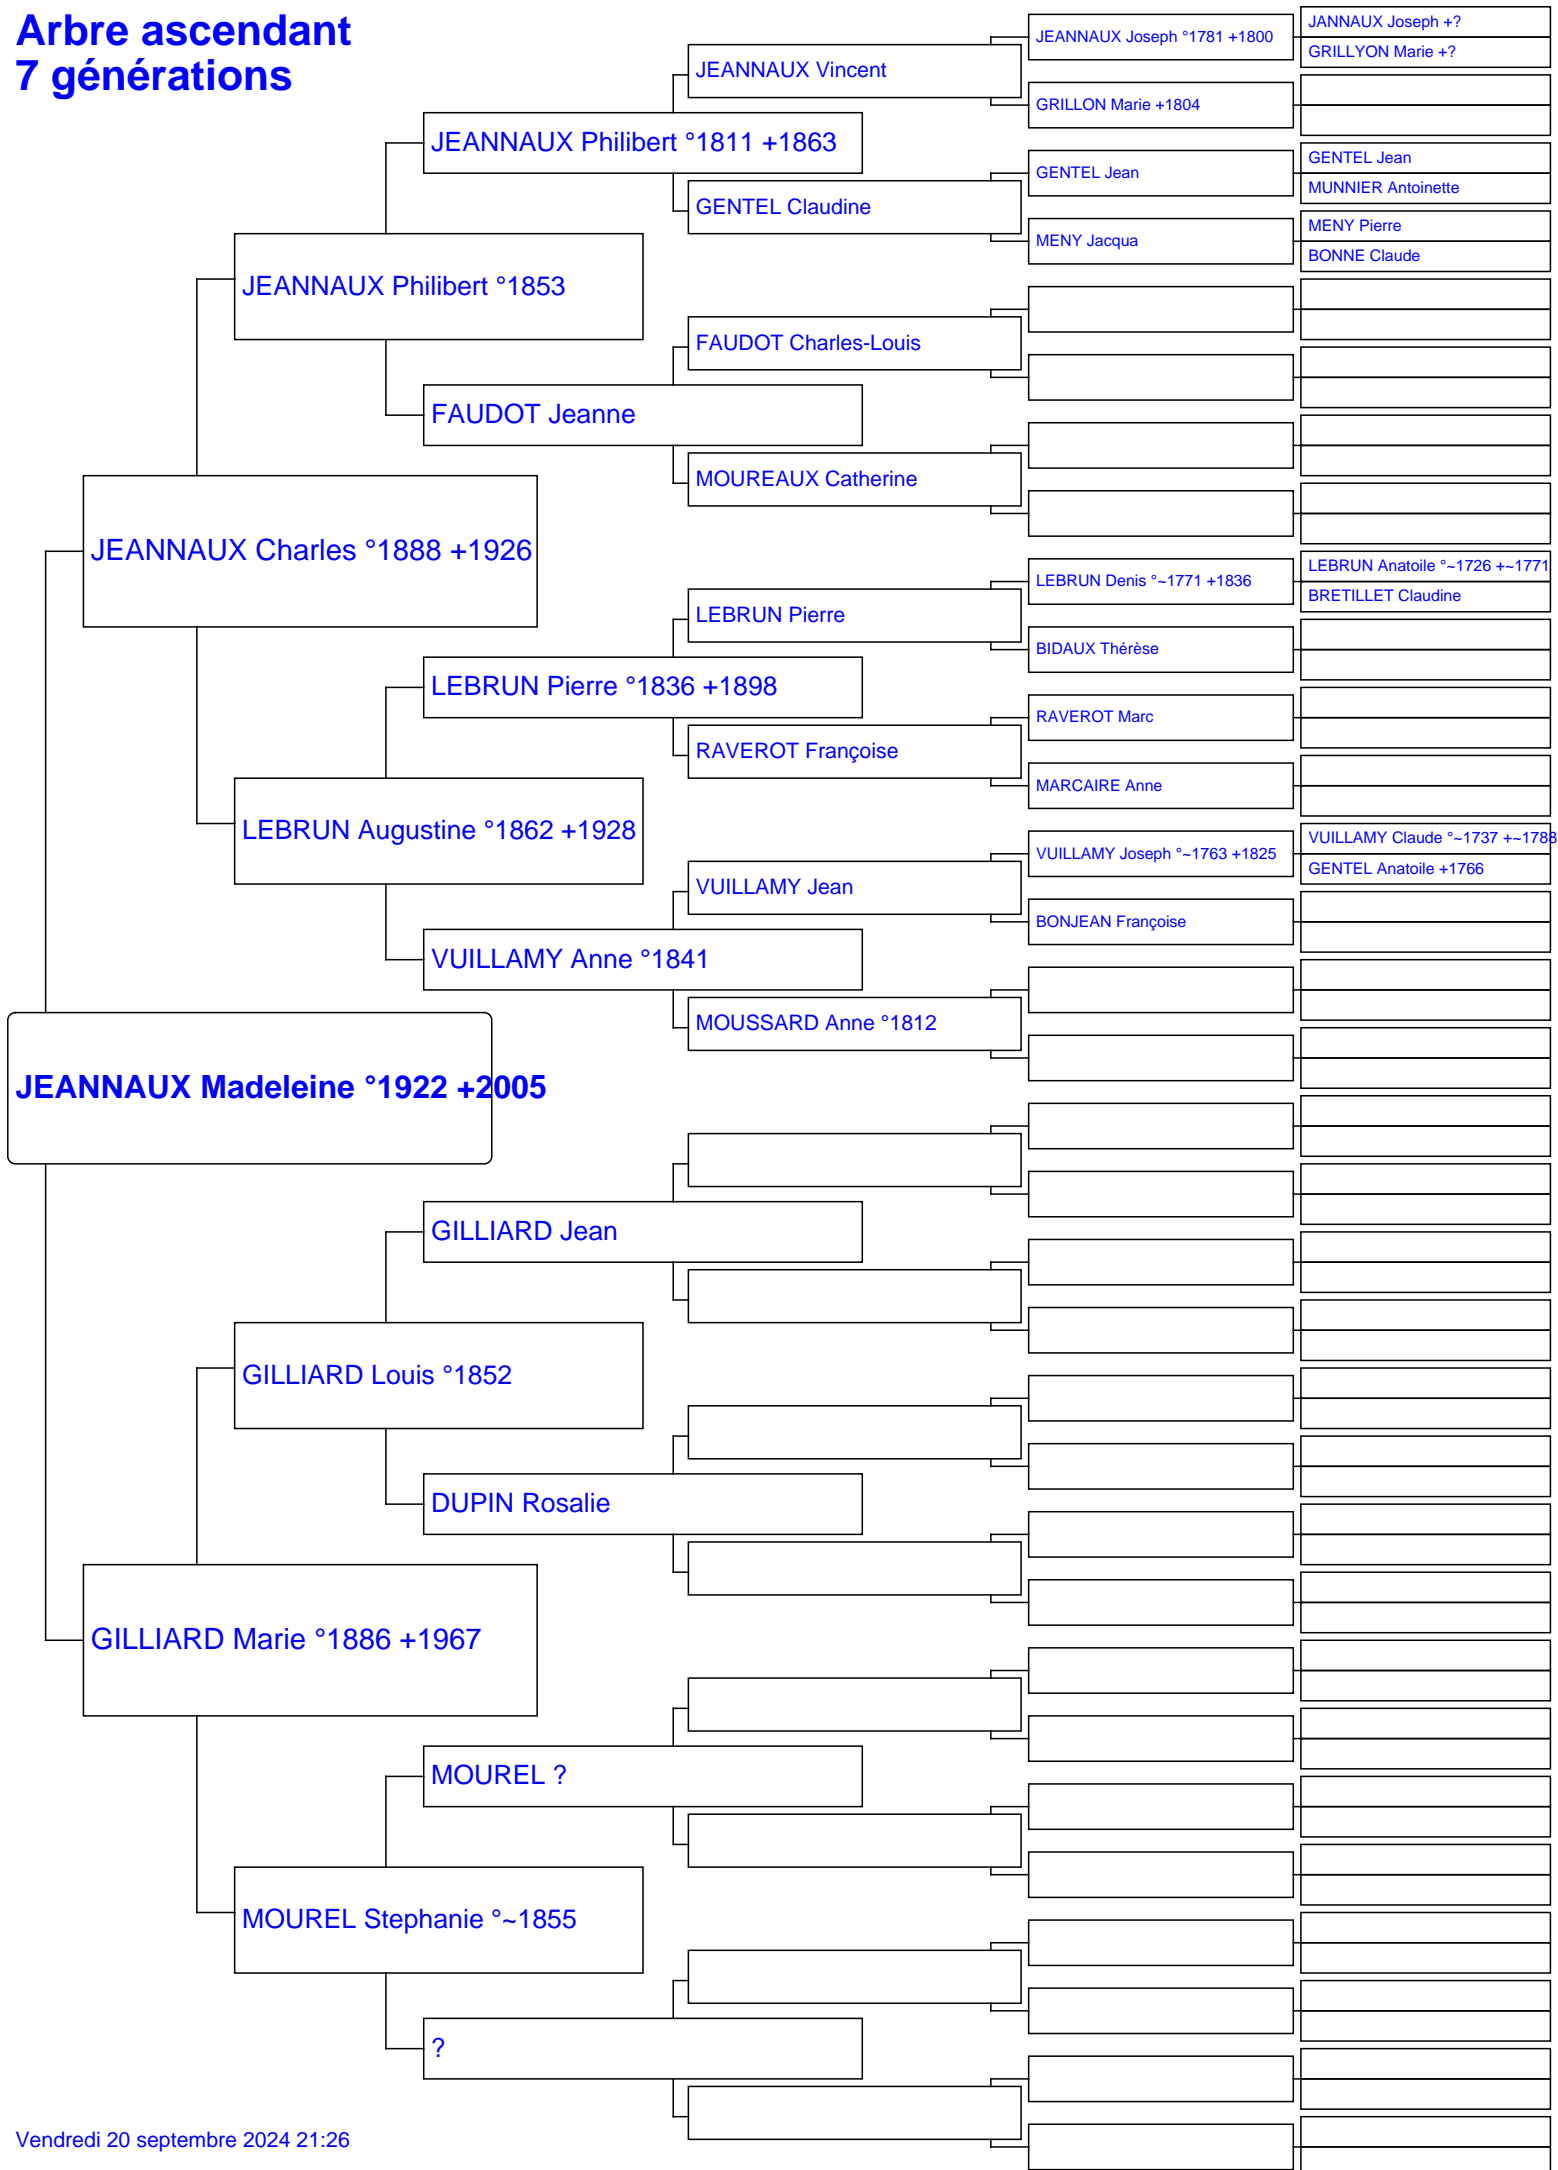 Arbre ascendant
7 générations
JEANNAUX Madeleine °1922 +2005
JEANNAUX Charles °1888 +1926
GILLIARD Marie °1886 +1967
JEANNAUX Philibert °1853
LEBRUN Augustine °1862 +1928
GILLIARD Louis °1852
MOUREL Stephanie °~1855
JEANNAUX Philibert °1811 +1863
FAUDOT Jeanne
LEBRUN Pierre °1836 +1898
VUILLAMY Anne °1841
GILLIARD Jean
DUPIN Rosalie
MOUREL ?
?
JEANNAUX Vincent
GENTEL Claudine
FAUDOT Charles-Louis
MOUREAUX Catherine
LEBRUN Pierre
RAVEROT Françoise
VUILLAMY Jean
MOUSSARD Anne °1812
JEANNAUX Joseph °1781 +1800
GRILLON Marie +1804
GENTEL Jean
MENY Jacqua
LEBRUN Denis °~1771 +1836
BIDAUX Thérèse
RAVEROT Marc
MARCAIRE Anne
VUILLAMY Joseph °~1763 +1825
BONJEAN Françoise
JANNAUX Joseph +?
GRILLYON Marie +?
GENTEL Jean
MUNNIER Antoinette
MENY Pierre
BONNE Claude
LEBRUN Anatoile °~1726 +~1771
BRETILLET Claudine
VUILLAMY Claude °~1737 +~1788
GENTEL Anatoile +1766
Vendredi 20 septembre 2024 21:26